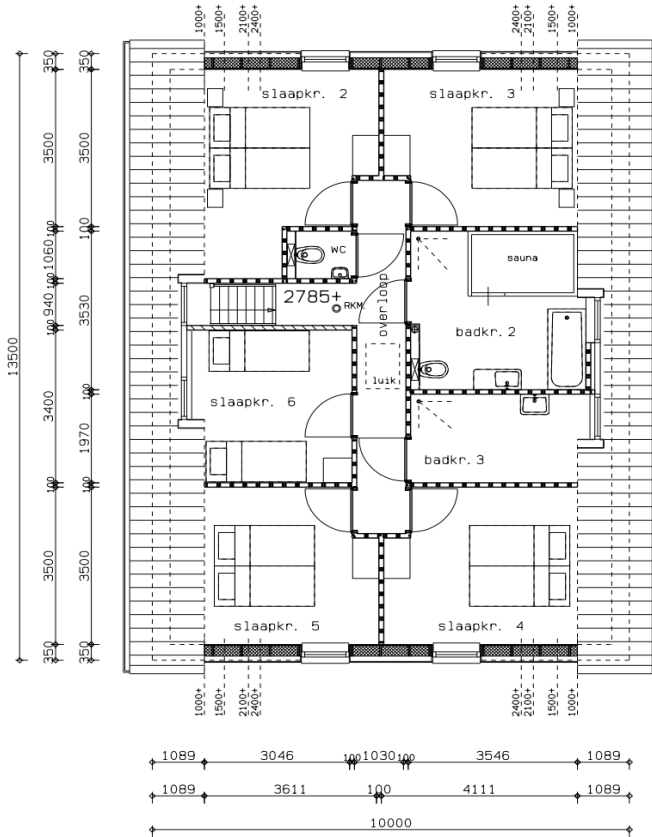 1000+ 1500+ 2100+ 2400+ 2400+ 2100+ 1500+ 1000+
slaapkr. 2 slaapkr. 3
WC
sauna
2785+
RKM.
overloop
badkr. 2
luik
slaapkr. 6
badkr. 3
slaapkr. 5 slaapkr. 4
1000+ 1500+ 2100+ 2400+ 2400+ 2100+ 1500+ 1000+
13500
350 3500 100 1060 100 940 100 3400 100 3500 350
350 3500 100 3530 100 1970 100 3500 350
1089 3046 100 1030 100 3546 1089
1089 3611 100 4111 1089
10000